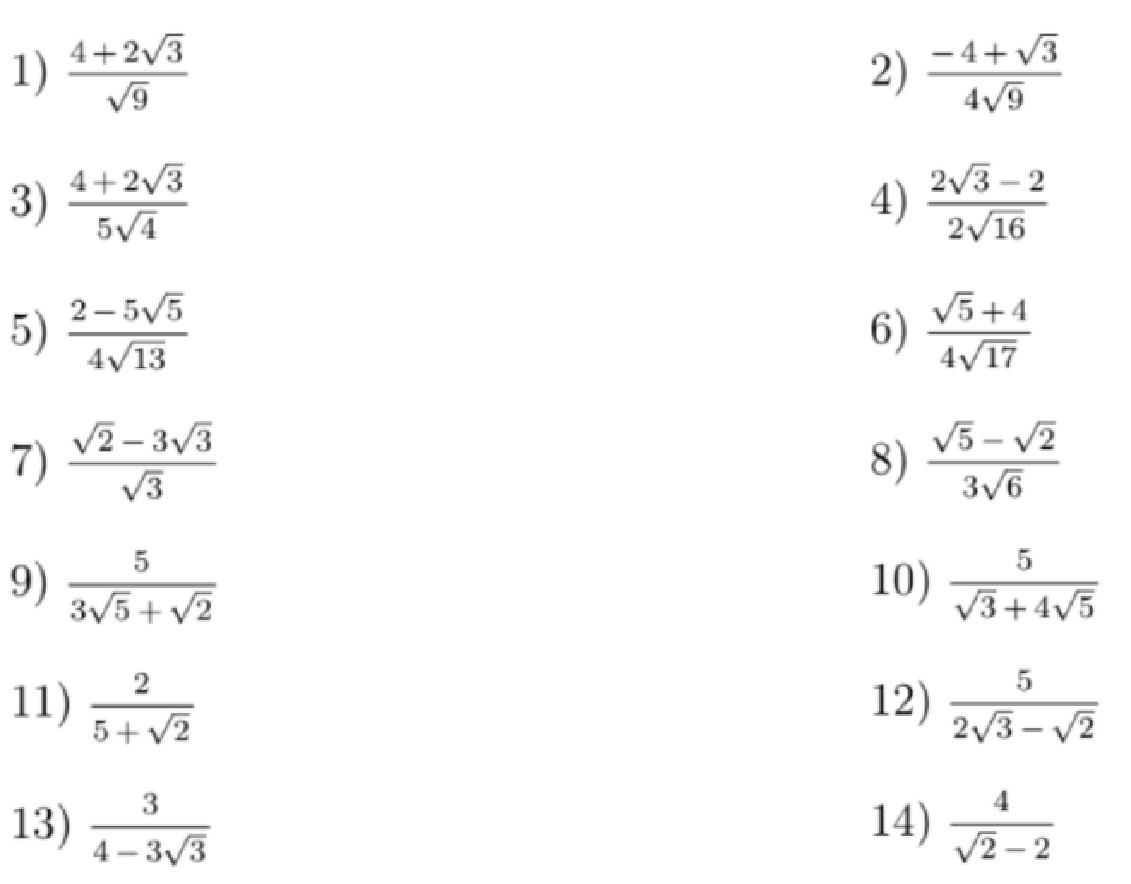 1) (4 + 2√3)/√9 2) (− 4 + √3)/(4√9)
3) (4 + 2√3)/(5√4) 4) (2√3 − 2)/(2√16)
5) (2 − 5√5)/(4√13) 6) (√5 + 4)/(4√17)
7) (√2 − 3√3)/√3 8) (√5 − √2)/(3√6)
9) 5/(3√5 + √2) 10) 5/(√3 + 4√5)
11) 2/(5 + √2) 12) 5/(2√3 − √2)
13) 3/(4 − 3√3) 14) 4/(√2 − 2)